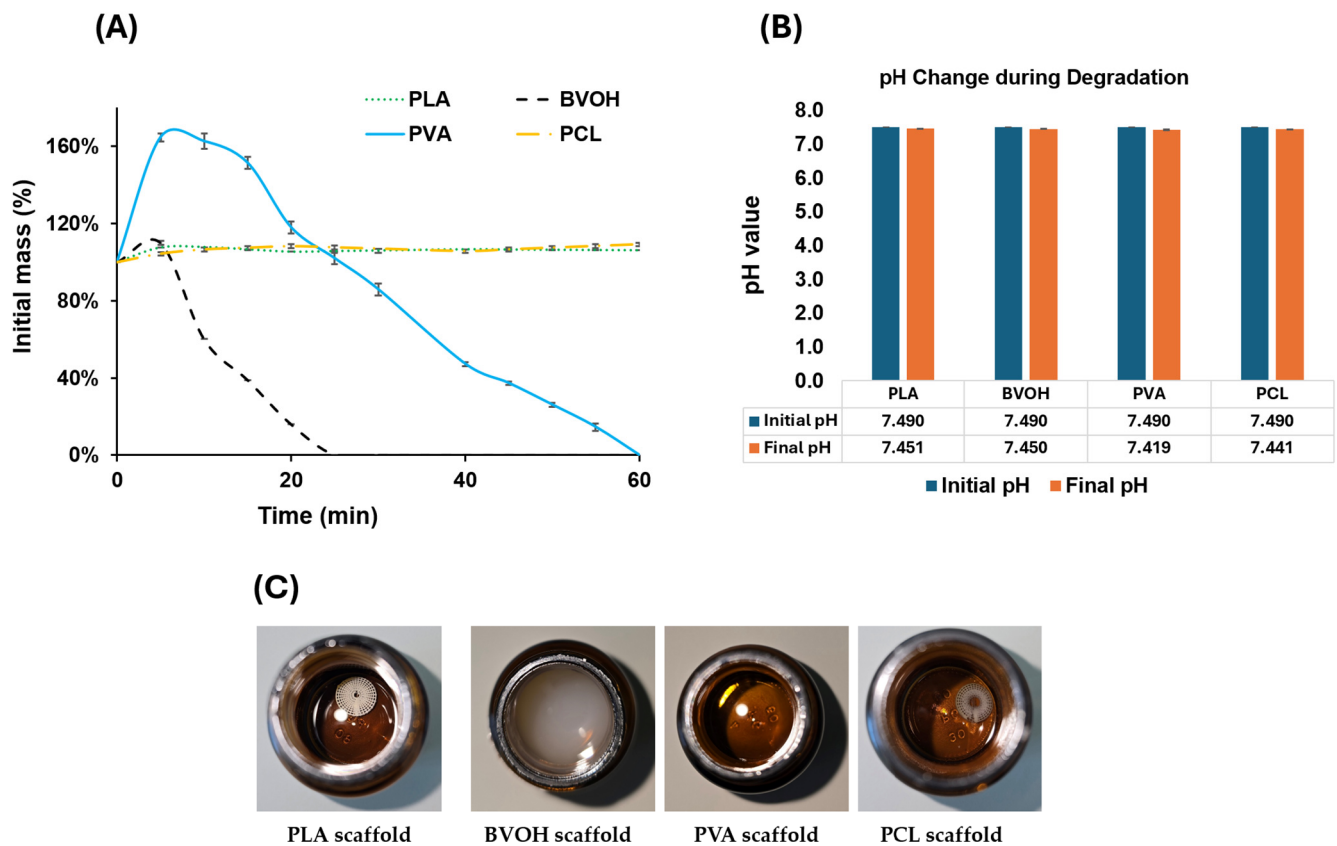 (A)
PLA
BVOH
PVA
PCL
Initial mass (%)
160%
120%
80%
40%
0%
0
20
40
60
Time (min)
(B)
pH Change during Degradation
pH value
8.0
7.0
6.0
5.0
4.0
3.0
2.0
1.0
0.0
PLA BVOH PVA PCL
Initial pH 7.490 7.490 7.490 7.490
Final pH 7.451 7.450 7.419 7.441
Initial pH Final pH
(C)
30
PLA scaffold
BVOH scaffold
PVA scaffold
PCL scaffold